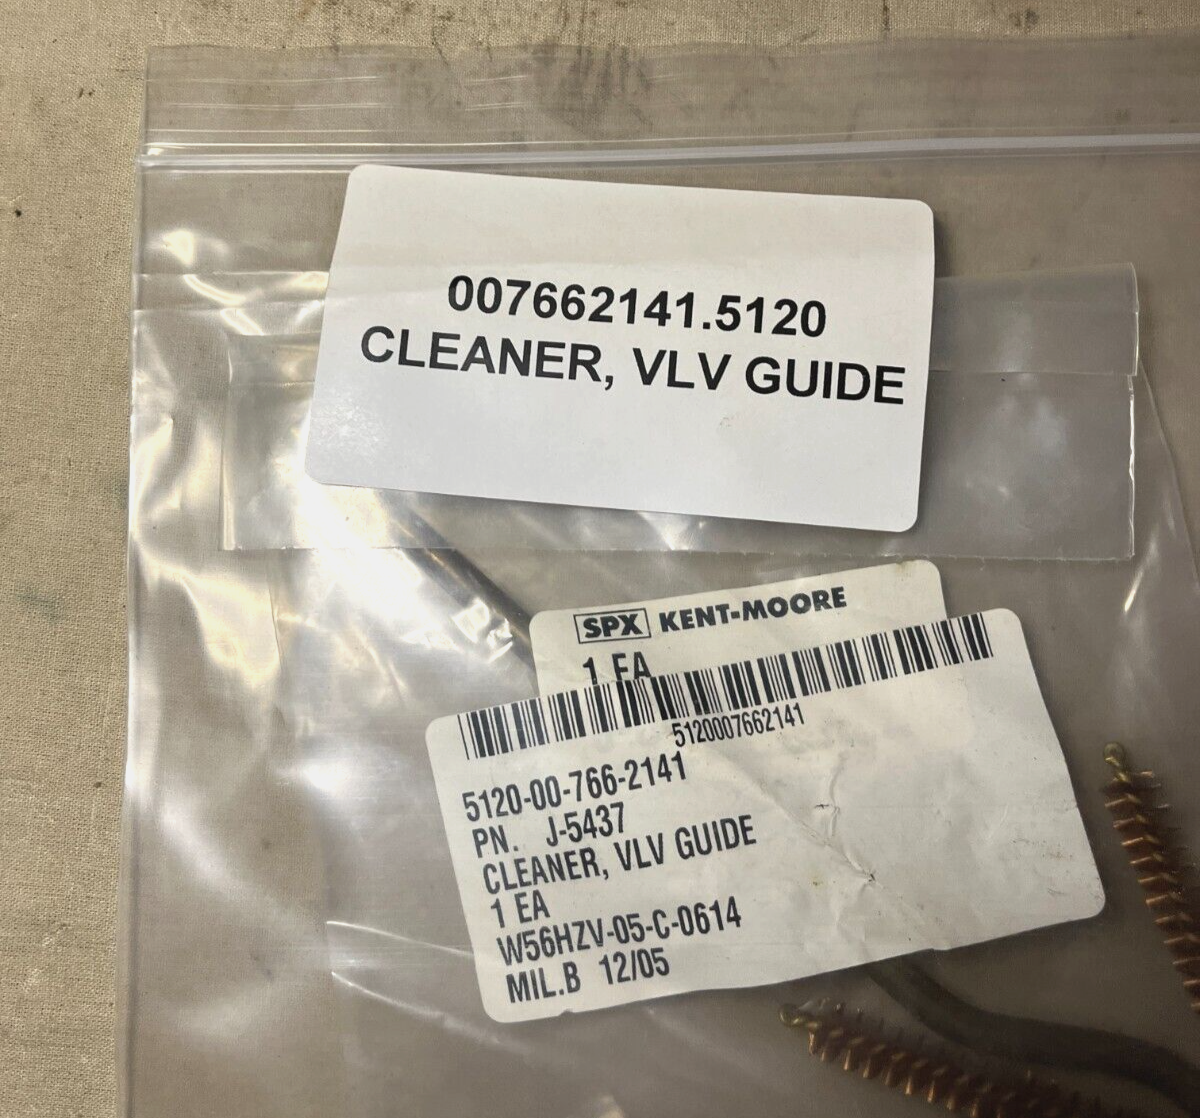 007662141.5120
CLEANER, VLV GUIDE
SPX KENT-MOORE
1 EA
5120007662141
5120-00-766-2141
PN. J-5437
CLEANER, VLV GUIDE
1 EA
W56HZV-05-C-0614
MIL.B 12/05